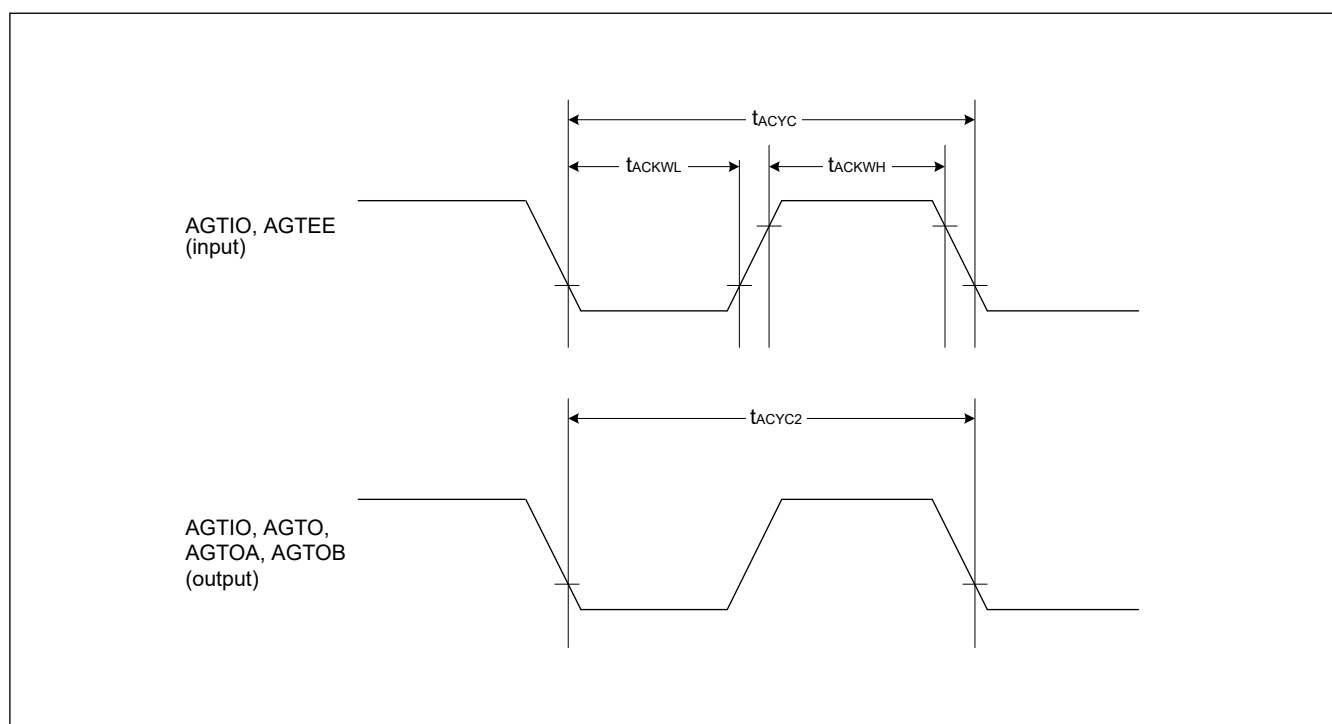 tACYC
tACKWL
tACKWH
AGTIO, AGTEE
(input)
tACYC2
AGTIO, AGTO,
AGTOA, AGTOB
(output)